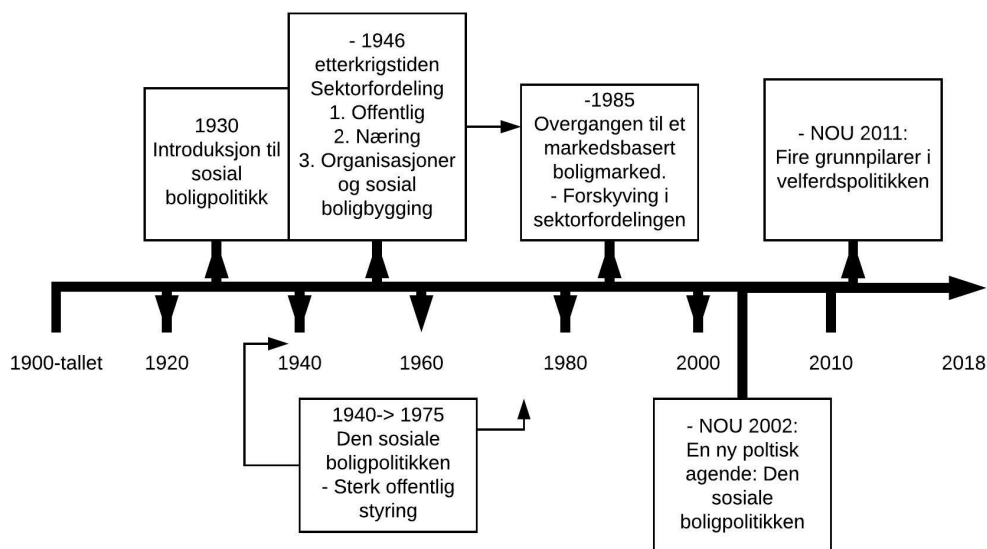 1930
Introduksjon til
sosial
boligpolitikk
- 1946
etterkrigstiden
Sektorfordeling
1. Offentlig
2. Næring
3. Organisasjoner
og sosial
boligbygging
-1985
Overgangen til et
markedsbasert
boligmarked.
- Forskyving i
sektorfordelingen
- NOU 2011:
Fire grunnpilarer i
velferdspolitikken
1900-tallet
1920
1940
1960
1980
2000
2010
2018
1940-> 1975
Den sosiale
boligpolitikken
- Sterk offentlig
styring
- NOU 2002:
En ny poltisk
agende: Den
sosiale
boligpolitikken